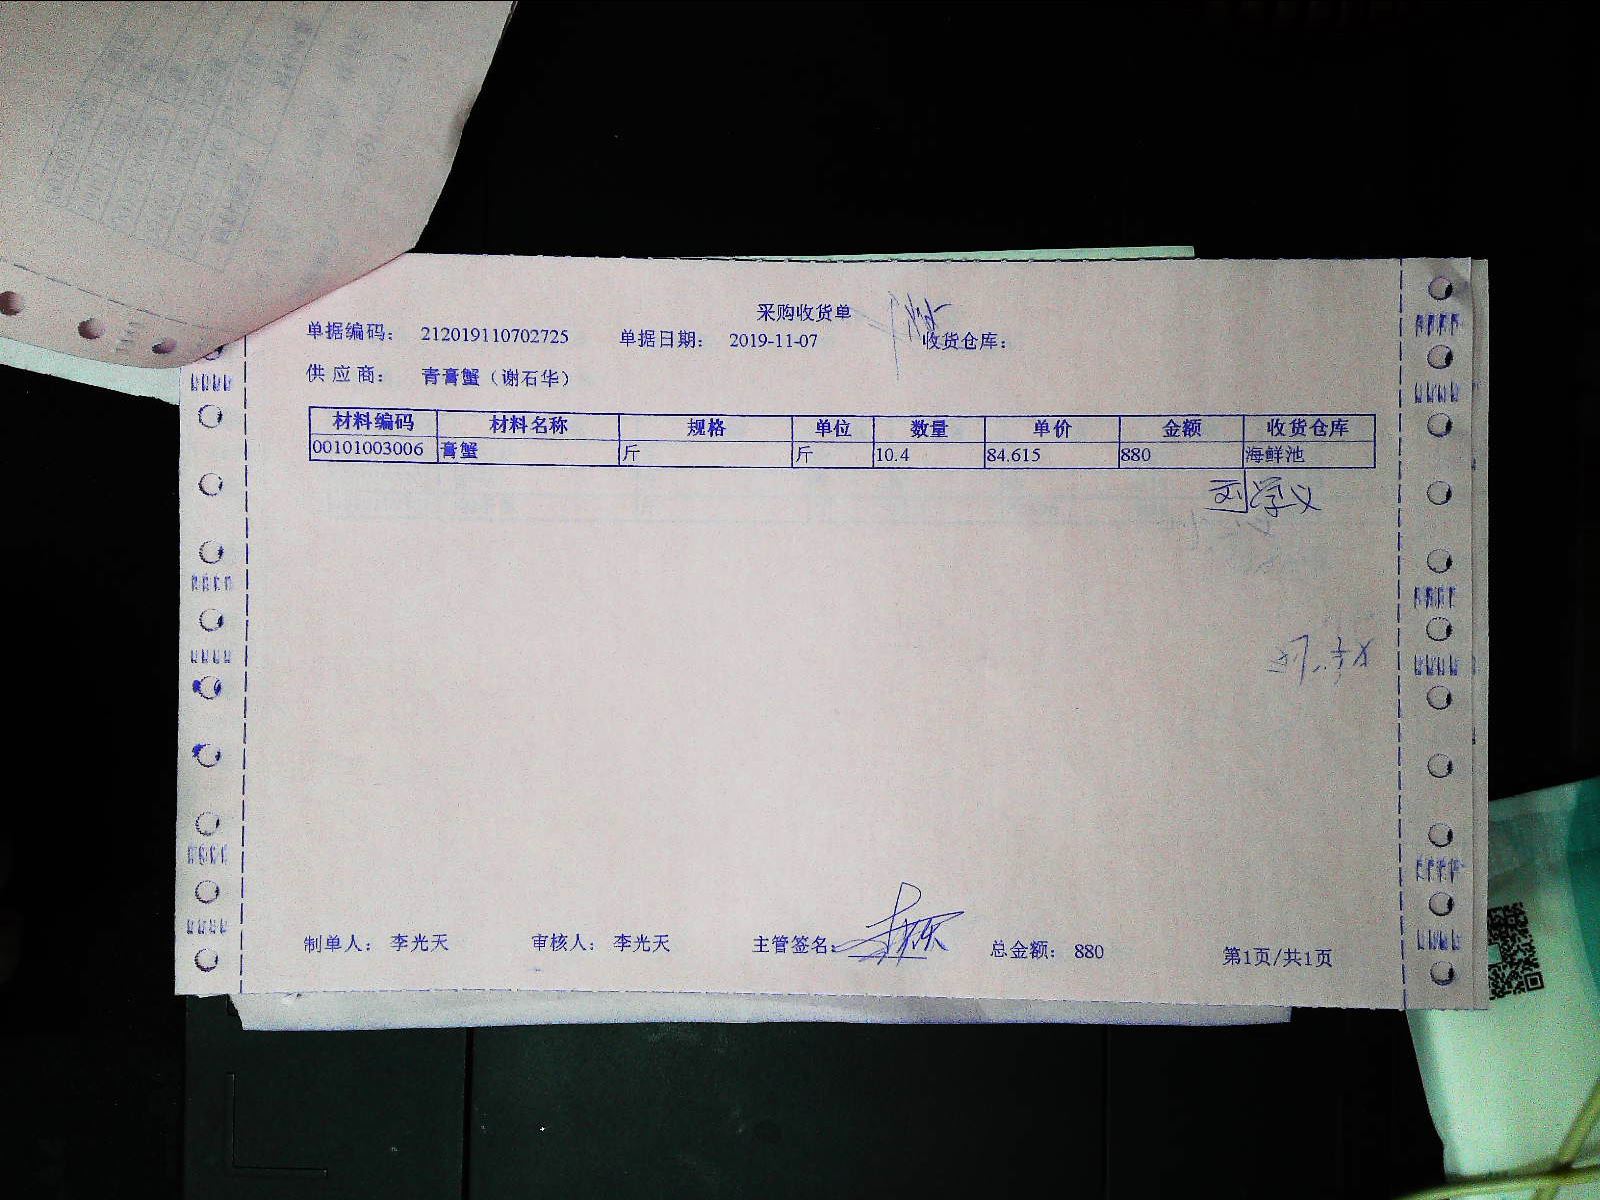 采购收货单
单据编码： 212019110702725 单据日期： 2019-11-07 收货仓库：
供应商： 青膏蟹（谢石华）
材料编码 材料名称 规格 单位 数量 单价 金额 收货仓库
00101003006 膏蟹 斤 斤 10.4 84.615 880 海鲜池
刘学义
制单人： 李光天 审核人： 李光天 主管签名： 总金额： 880 第1页/共1页